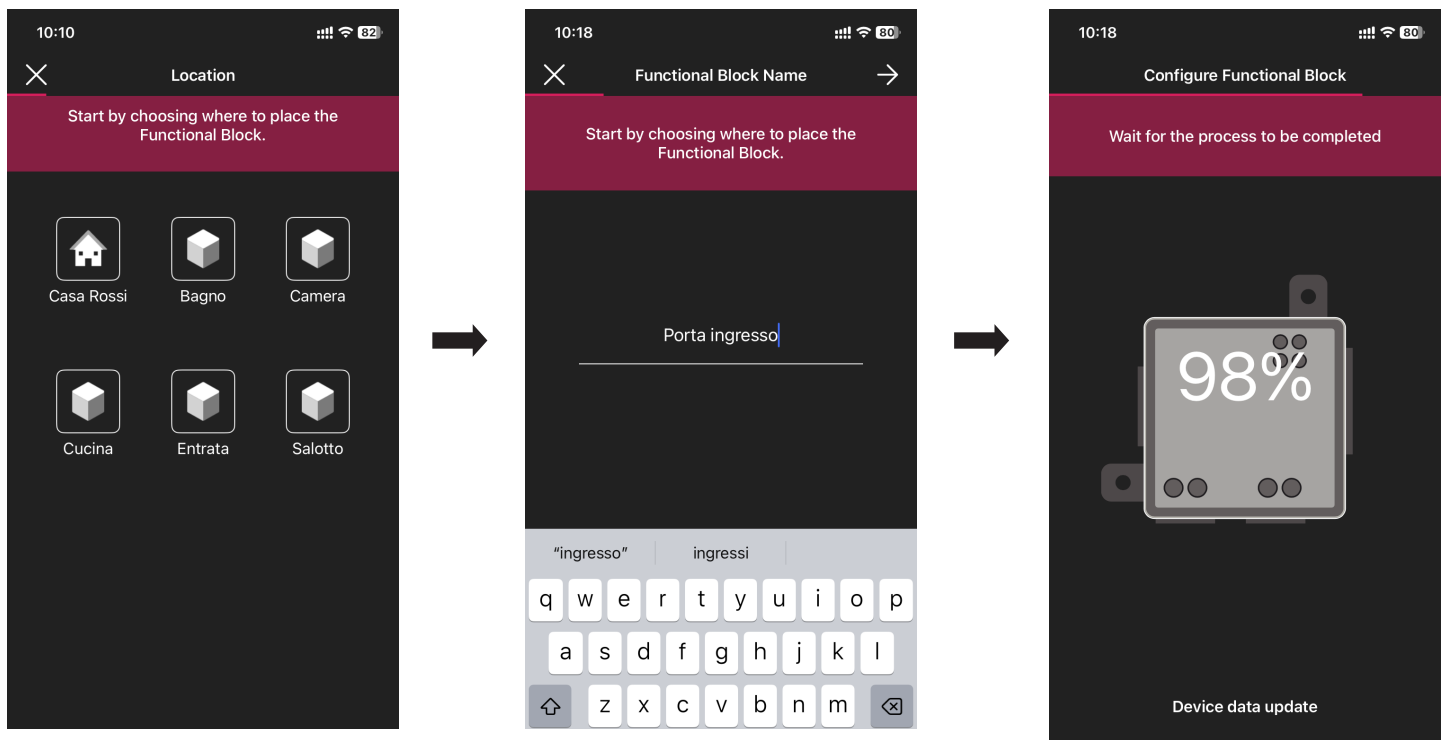 10:10
82
Location
Start by choosing where to place the
Functional Block.
Casa Rossi
Bagno
Camera
Cucina
Entrata
Salotto
10:18
80
Functional Block Name
Start by choosing where to place the
Functional Block.
Porta ingresso
“ingresso”
ingressi
q w e r t y u i o p
a s d f g h j k l
z x c v b n m
10:18
80
Configure Functional Block
Wait for the process to be completed
98%
Device data update